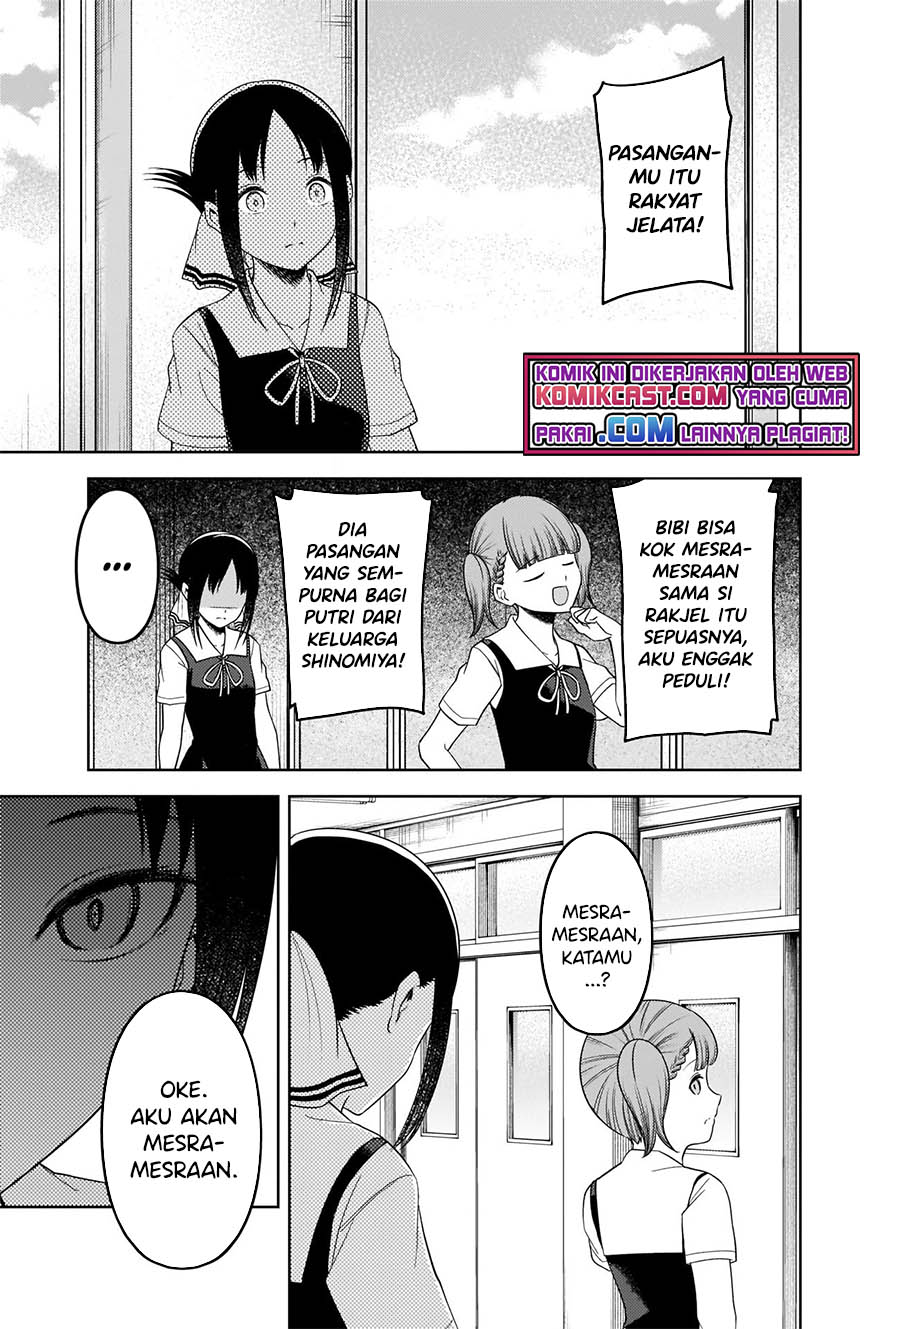 PASANGAN-
MU ITU
RAKYAT
JELATA!
KOMIK INI DIKERJAKAN OLEH WEB
KOMIKCAST.COM YANG CUMA
PAKAI .COM LAINNYA PLAGIAT!
BIBI BISA
KOK MESRA-
MESRAAN
SAMA SI
RAKJEL ITU
SEPUASNYA,
AKU ENGGAK
PEDULI!
DIA
PASANGAN
YANG SEM-
PURNA BAGI
PUTRI DARI
KELUARGA
SHINOMIYA!
...
MESRA-
MESRAAN,
KATAMU
...?
OKE.
AKU AKAN
MESRA-
MESRAAN.